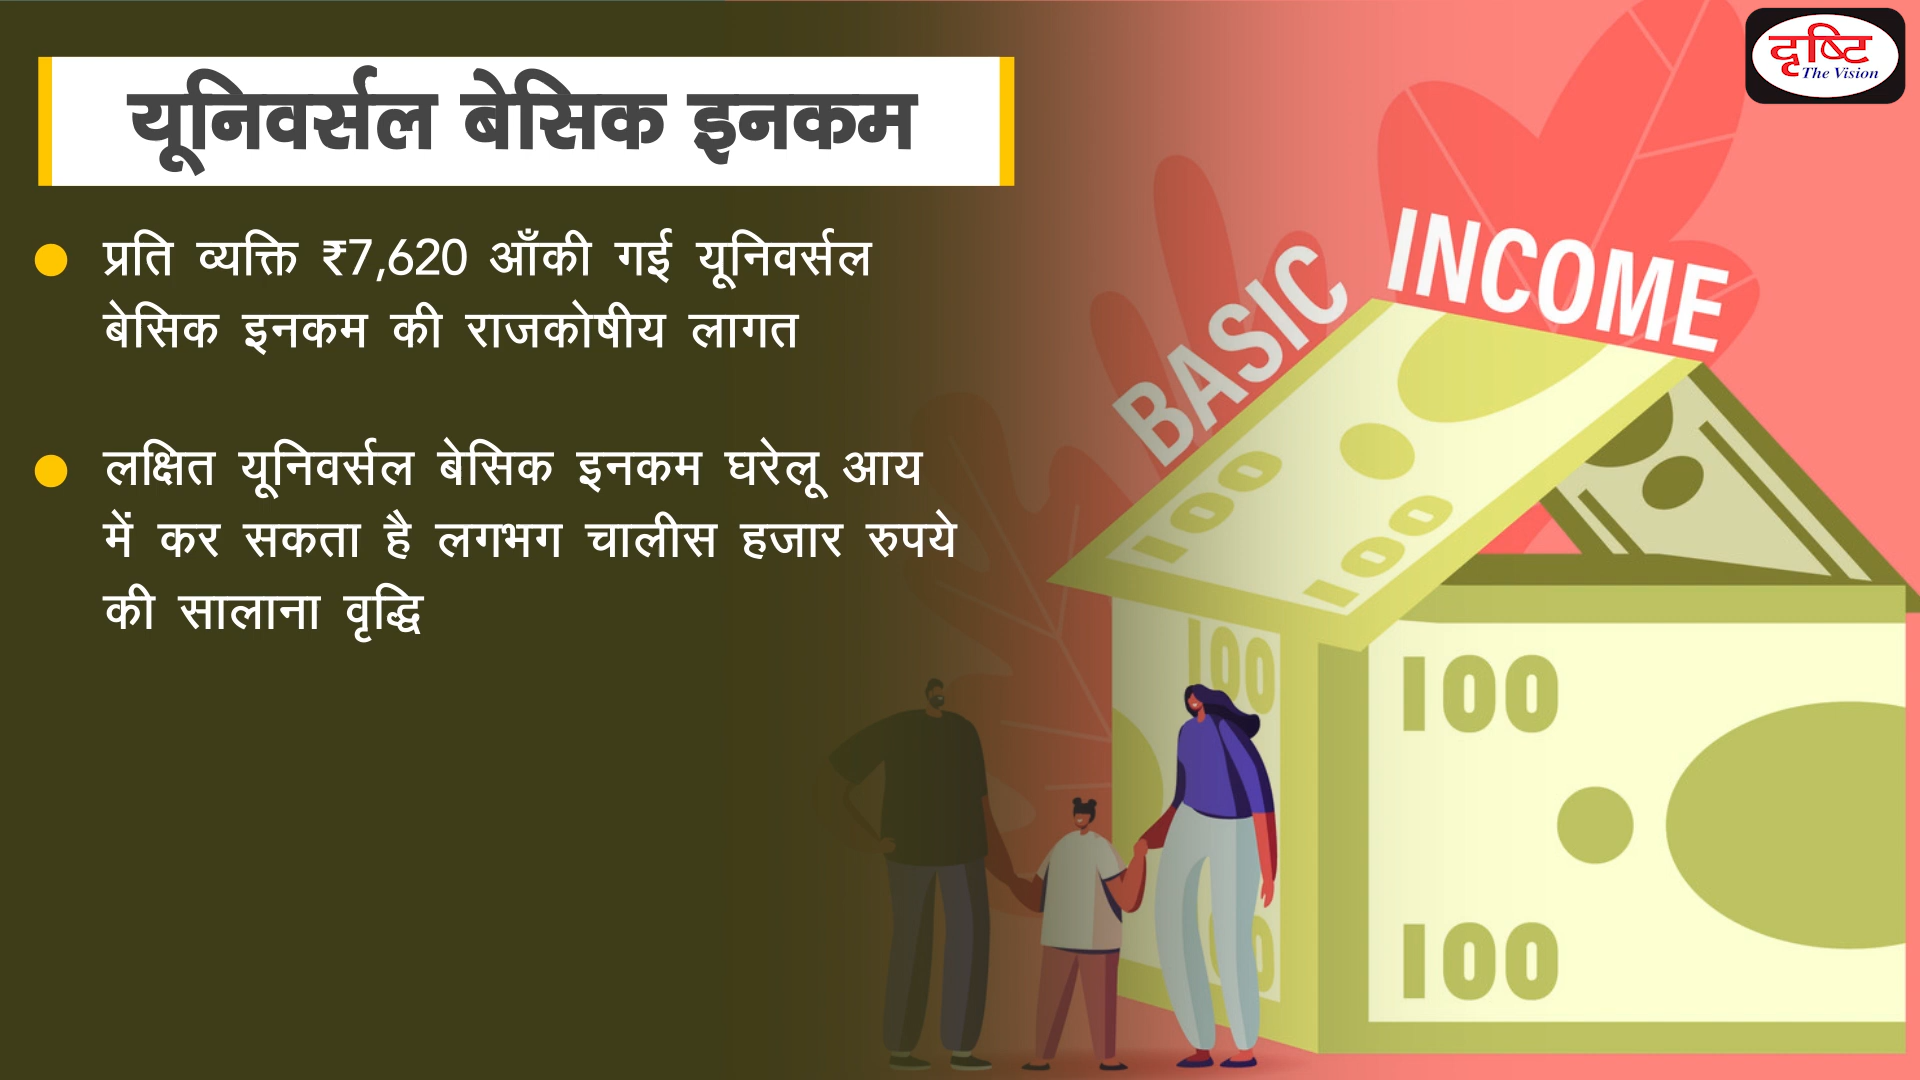 दृष्टि
The Vision
यूनिवर्सल बेसिक इनकम
प्रति व्यक्ति ₹7,620 आँकी गई यूनिवर्सल
बेसिक इनकम की राजकोषीय लागत
लक्षित यूनिवर्सल बेसिक इनकम घरेलू आय
में कर सकता है लगभग चालीस हजार रुपये
की सालाना वृद्धि
BASIC INCOME
100
100
100
100
100
00